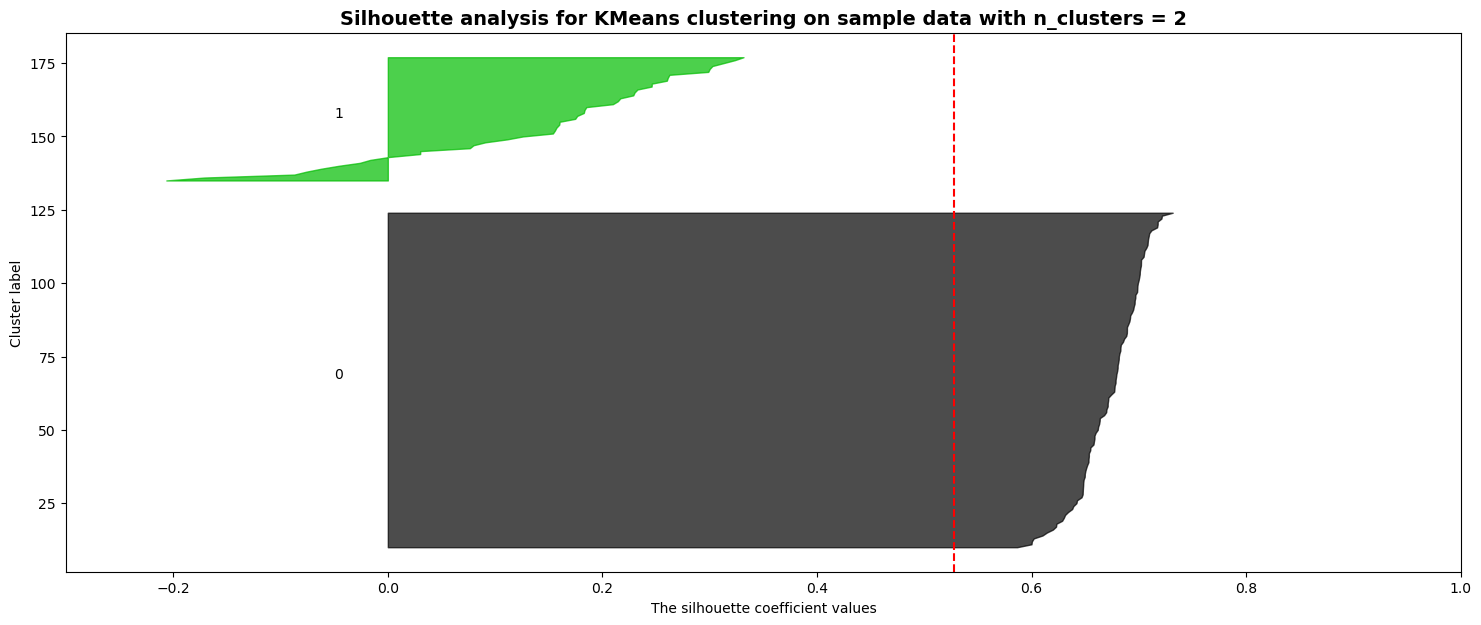 Silhouette analysis for KMeans clustering on sample data with n_clusters = 2
175
150
125
100
75
50
25
1
0
Cluster label
−0.2 0.0 0.2 0.4 0.6 0.8 1.0
The silhouette coefficient values